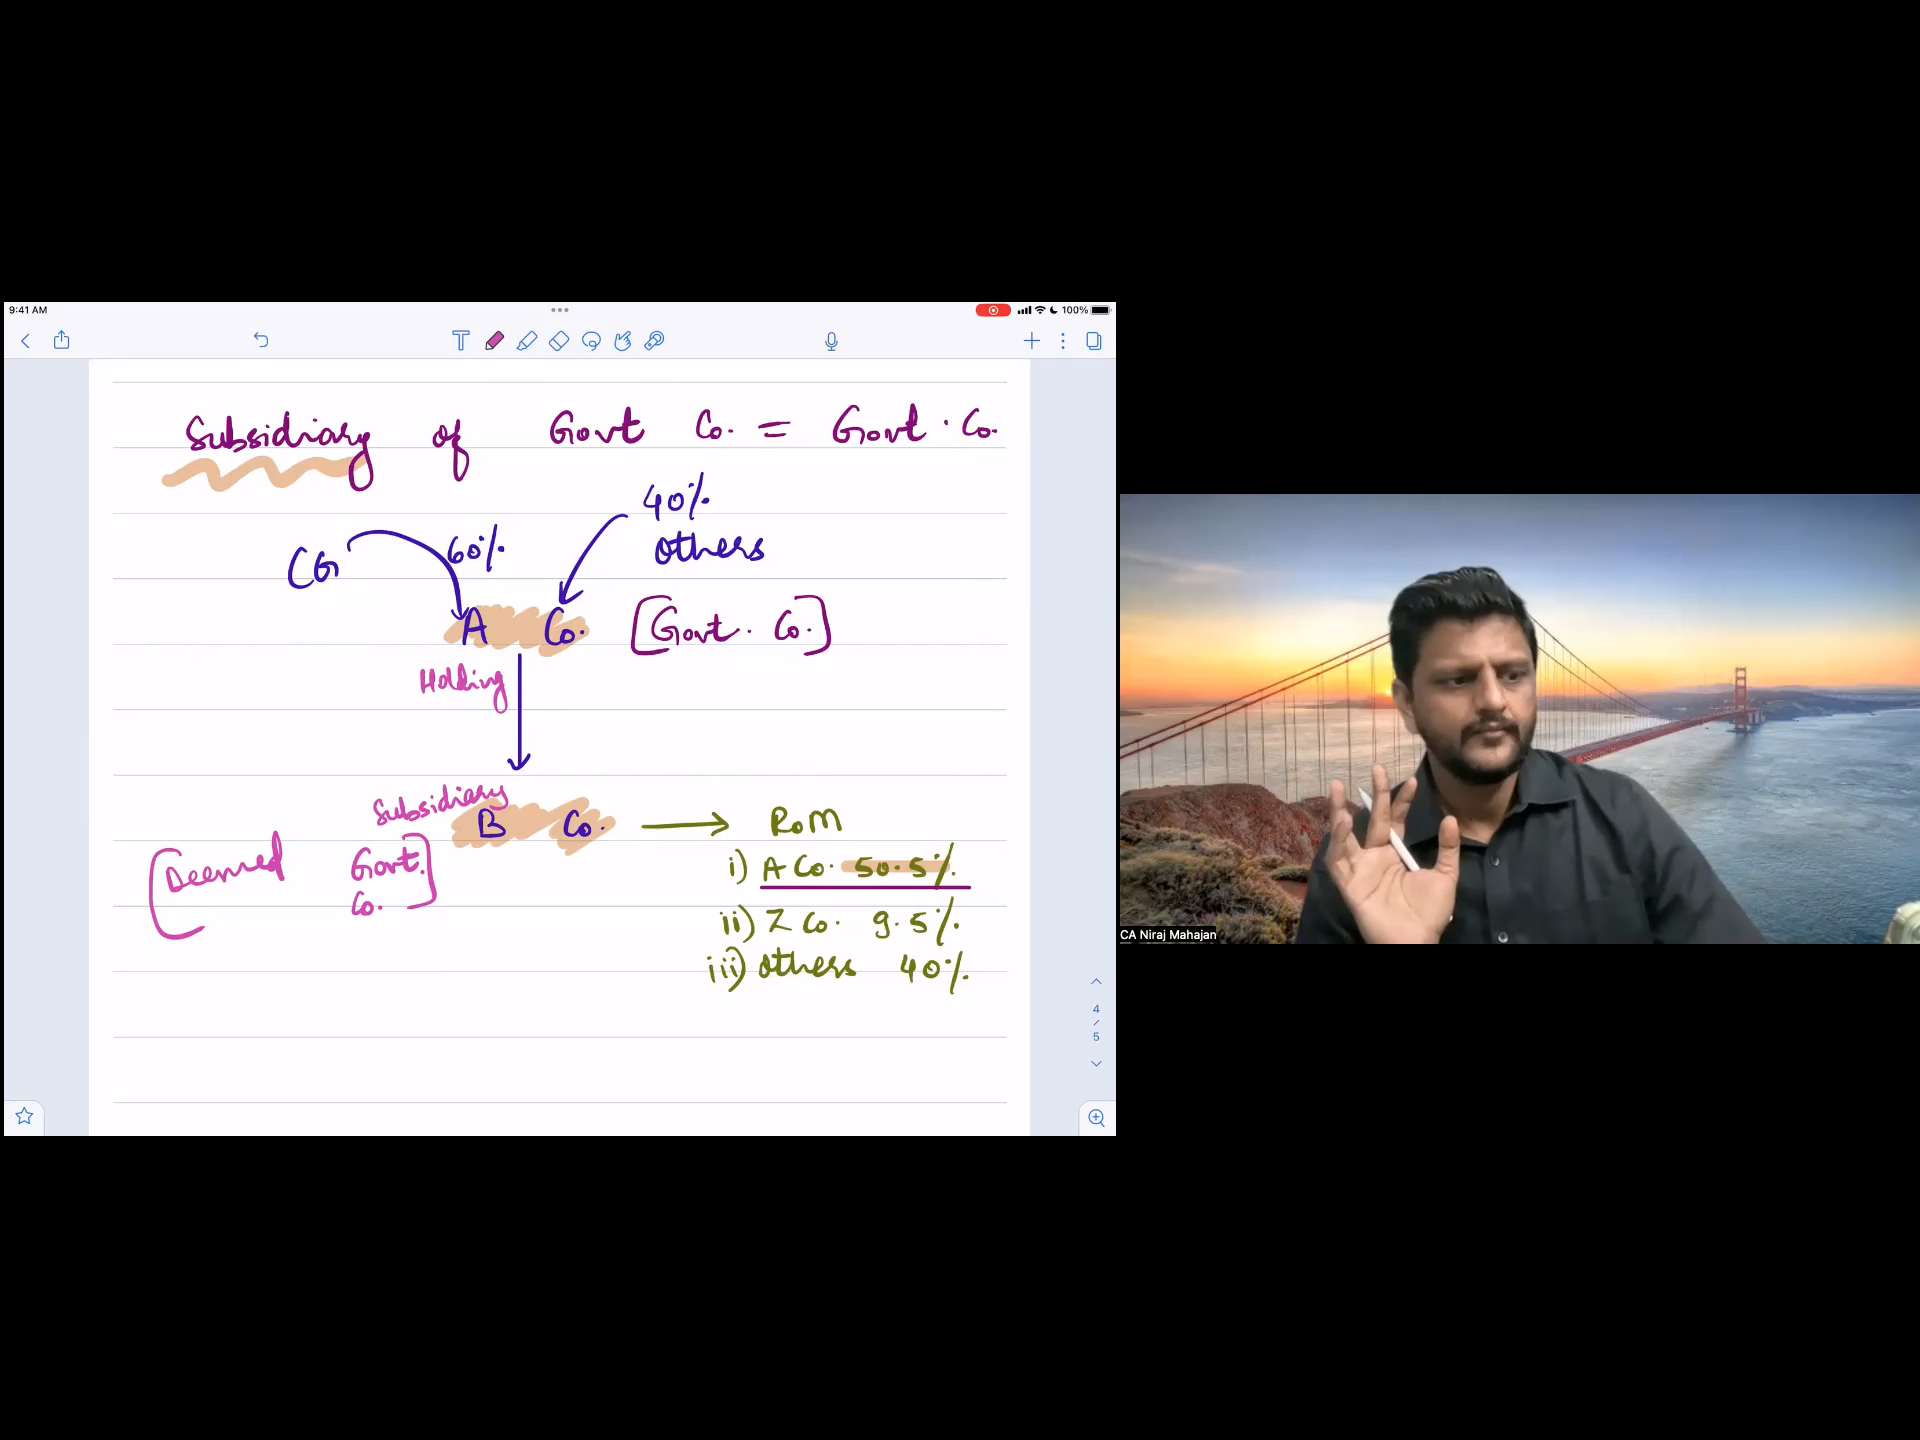 9:41 AM
100%
Subsidiary of Govt Co. = Govt. Co.
40%
CG 60% others
A Co. [Govt. Co.]
Holding
Subsidiary
B Co. → RoM
[Deemed Govt. Co.]
i) A Co. 50.5%.
ii) Z Co. 9.5%.
iii) others 40%.
4
/
5
CA Niraj Mahajan